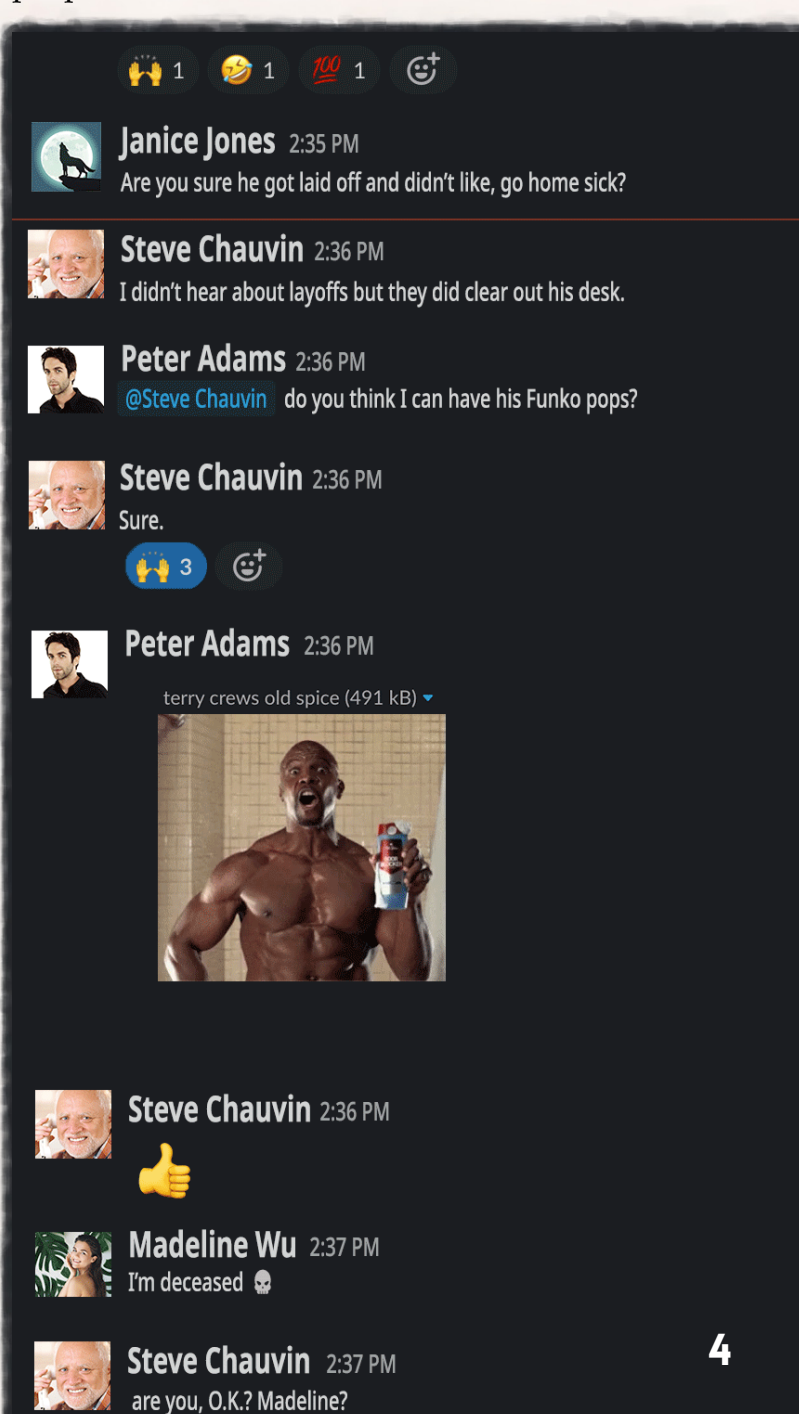 1 1 100 1
Janice Jones 2:35 PM
Are you sure he got laid off and didn't like, go home sick?
Steve Chauvin 2:36 PM
I didn't hear about layoffs but they did clear out his desk.
Peter Adams 2:36 PM
@Steve Chauvin do you think I can have his Funko pops?
Steve Chauvin 2:36 PM
Sure.
3
Peter Adams 2:36 PM
terry crews old spice (491 kB)
Steve Chauvin 2:36 PM
Madeline Wu 2:37 PM
I'm deceased
4
Steve Chauvin 2:37 PM
are you, O.K.? Madeline?